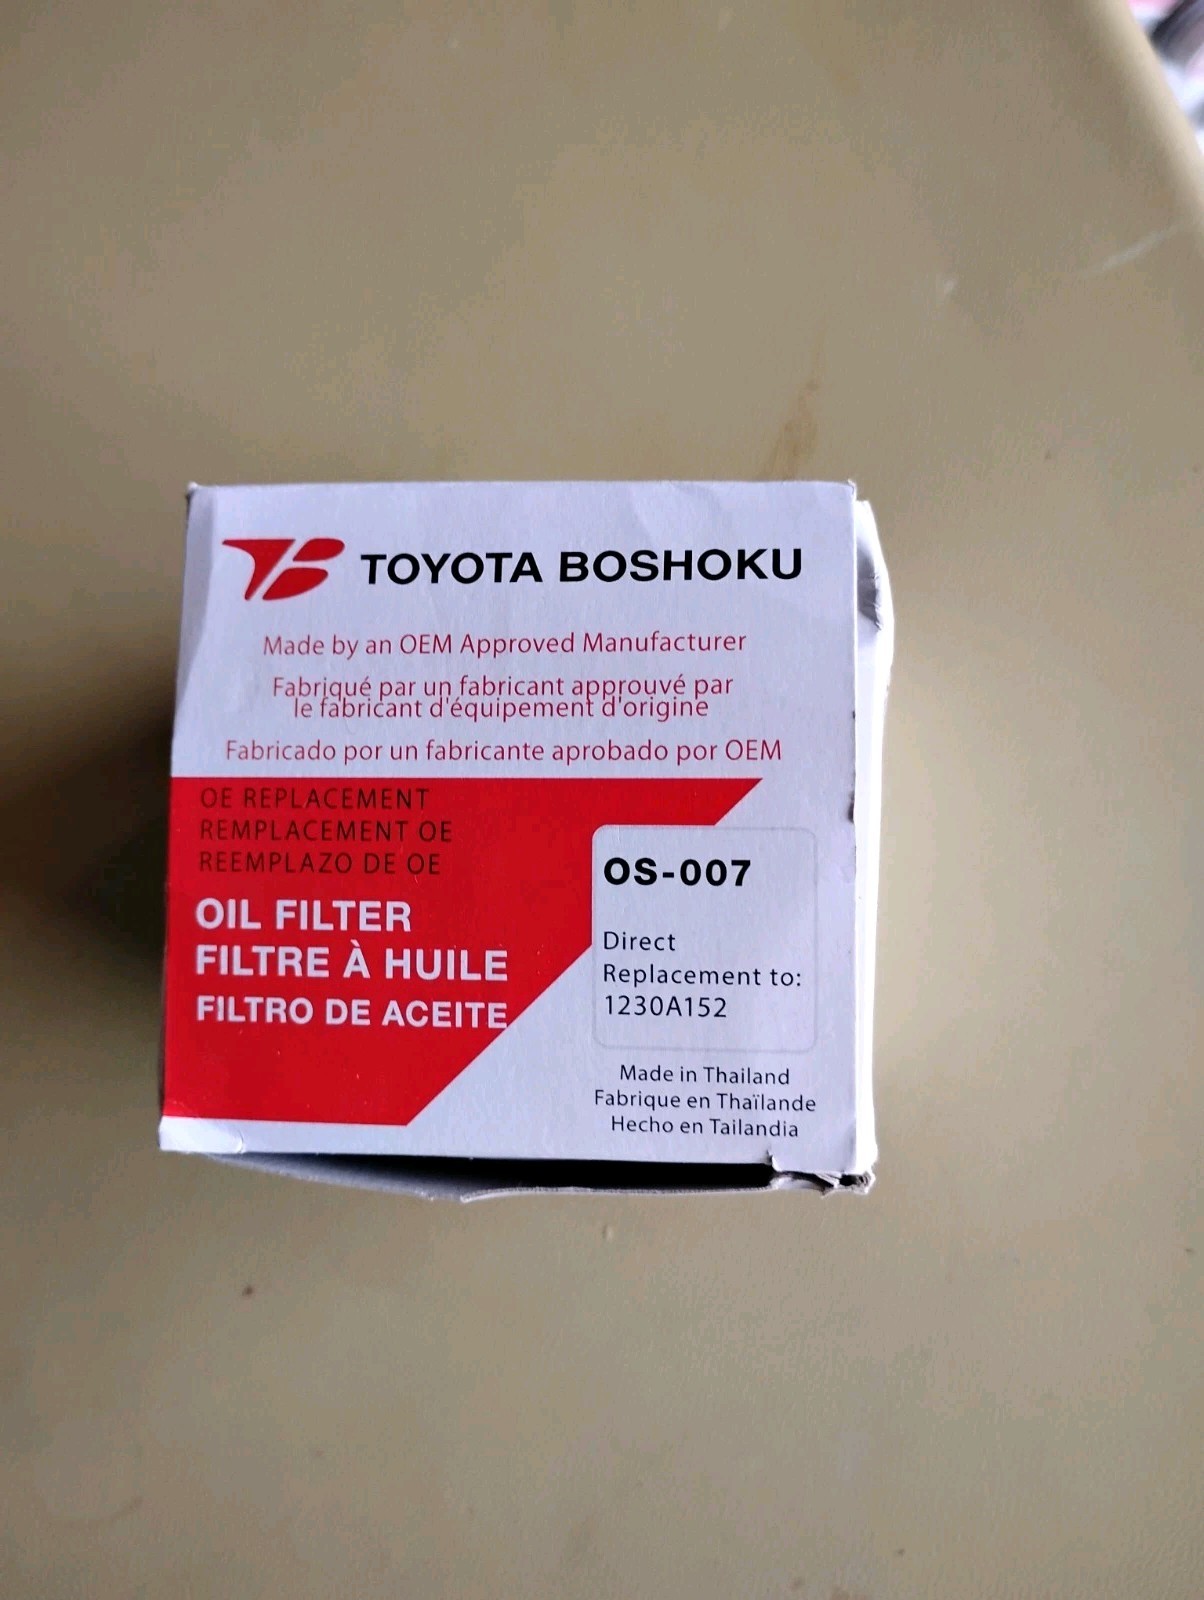 TOYOTA BOSHOKU
Made by an OEM Approved Manufacturer
Fabriqué par un fabricant approuvé par
le fabricant d'équipement d'origine
Fabricado por un fabricante aprobado por OEM
OE REPLACEMENT
REMPLACEMENT OE
REEMPLAZO DE OE
OIL FILTER
FILTRE À HUILE
FILTRO DE ACEITE
OS-007
Direct
Replacement to:
1230A152
Made in Thailand
Fabrique en Thaïlande
Hecho en Tailandia